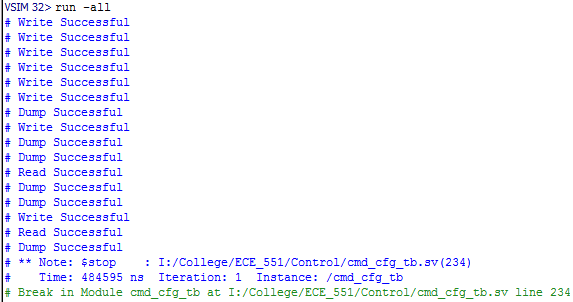 VSIM 32> run -all
# Write Successful
# Write Successful
# Write Successful
# Write Successful
# Write Successful
# Write Successful
# Dump Successful
# Write Successful
# Dump Successful
# Dump Successful
# Read Successful
# Dump Successful
# Dump Successful
# Write Successful
# Read Successful
# Dump Successful
# ** Note: $stop    : I:/College/ECE_551/Control/cmd_cfg_tb.sv(234)
#    Time: 484595 ns  Iteration: 1  Instance: /cmd_cfg_tb
# Break in Module cmd_cfg_tb at I:/College/ECE_551/Control/cmd_cfg_tb.sv line 234